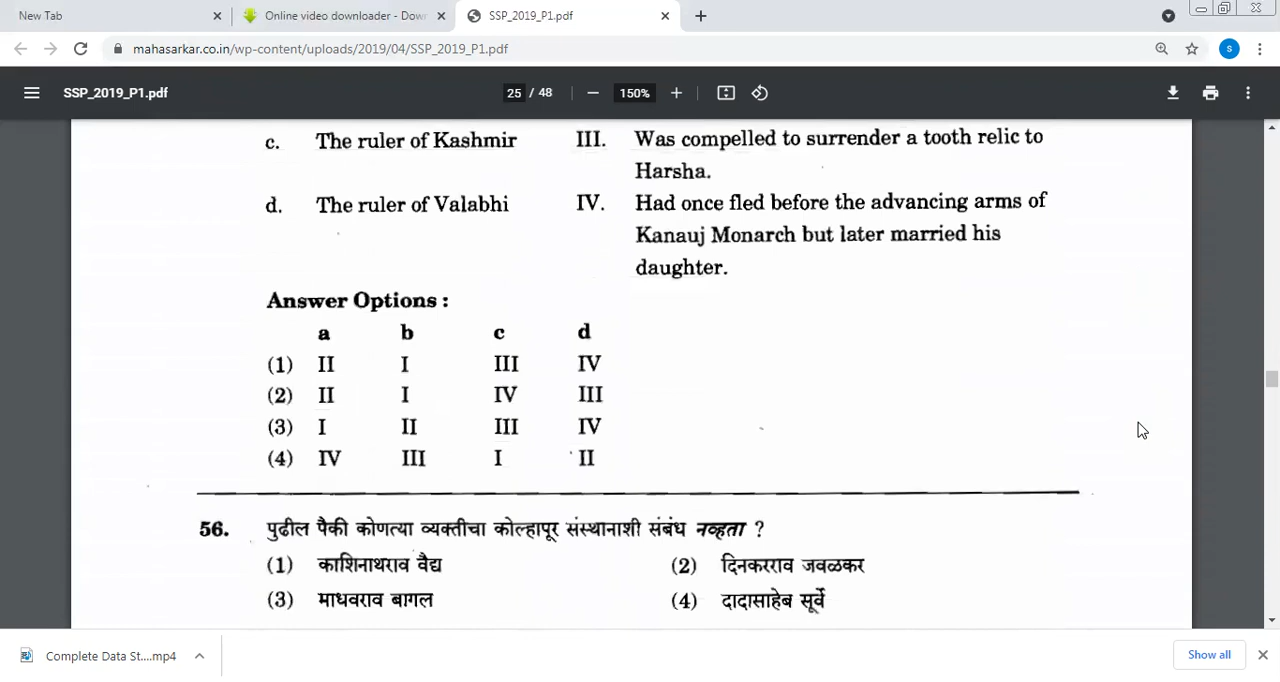 New Tab
Online video downloader - Dow
SSP_2019_P1.pdf
mahasarkar.co.in/wp-content/uploads/2019/04/SSP_2019_P1.pdf
S
SSP_2019_P1.pdf
25 / 48
150%
c. The ruler of Kashmir III. Was compelled to surrender a tooth relic to
Harsha.
d. The ruler of Valabhi IV. Had once fled before the advancing arms of
Kanauj Monarch but later married his
daughter.
Answer Options :
a b c d
(1) II I III IV
(2) II I IV III
(3) I II III IV
(4) IV III I II
56. पुढील पैकी कोणत्या व्यक्तीचा कोल्हापूर संस्थानाशी संबंध नव्हता ?
(1) काशिनाथराव वैद्य (2) दिनकरराव जवळकर
(3) माधवराव बागल (4) दादासाहेब सूर्वे
Complete Data St....mp4
Show all